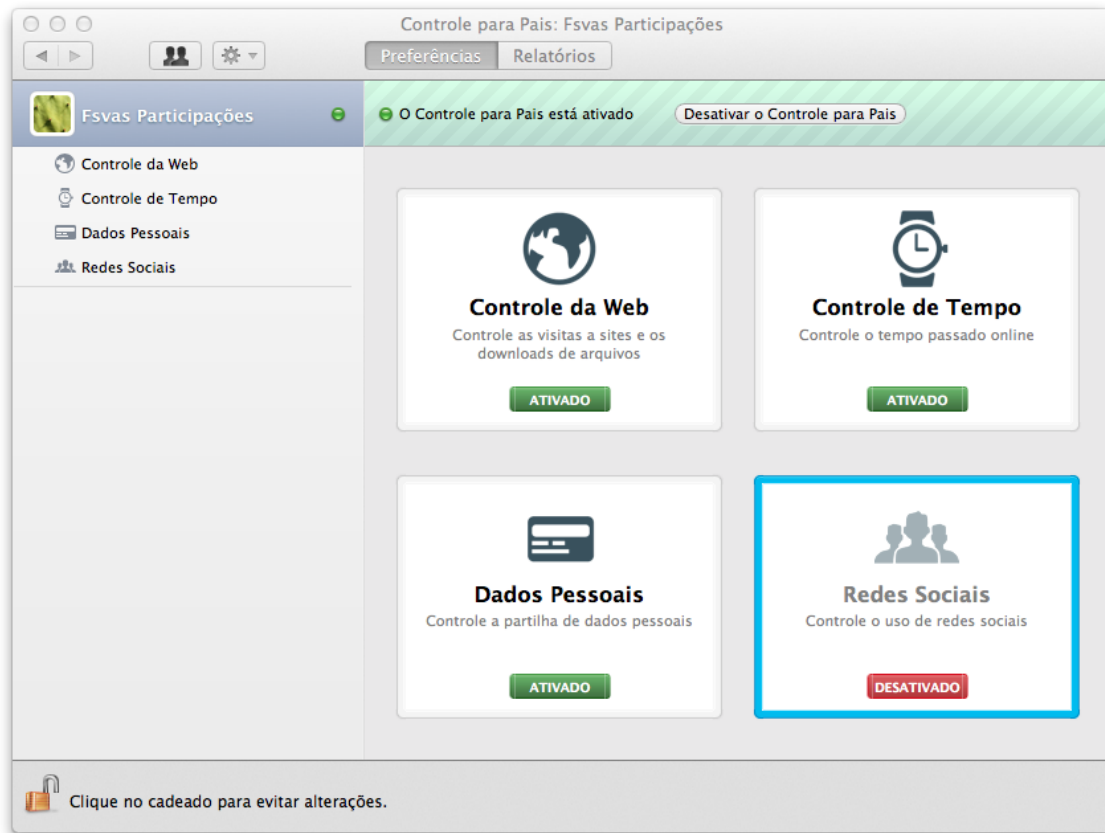 Controle para Pais: Fsvas Participações
Preferências Relatórios
Fsvas Participações
O Controle para Pais está ativado Desativar o Controle para Pais
Controle da Web
Controle de Tempo
Dados Pessoais
Redes Sociais
Controle da Web
Controle as visitas a sites e os
downloads de arquivos
ATIVADO
Controle de Tempo
Controle o tempo passado online
ATIVADO
Dados Pessoais
Controle a partilha de dados pessoais
ATIVADO
Redes Sociais
Controle o uso de redes sociais
DESATIVADO
Clique no cadeado para evitar alterações.